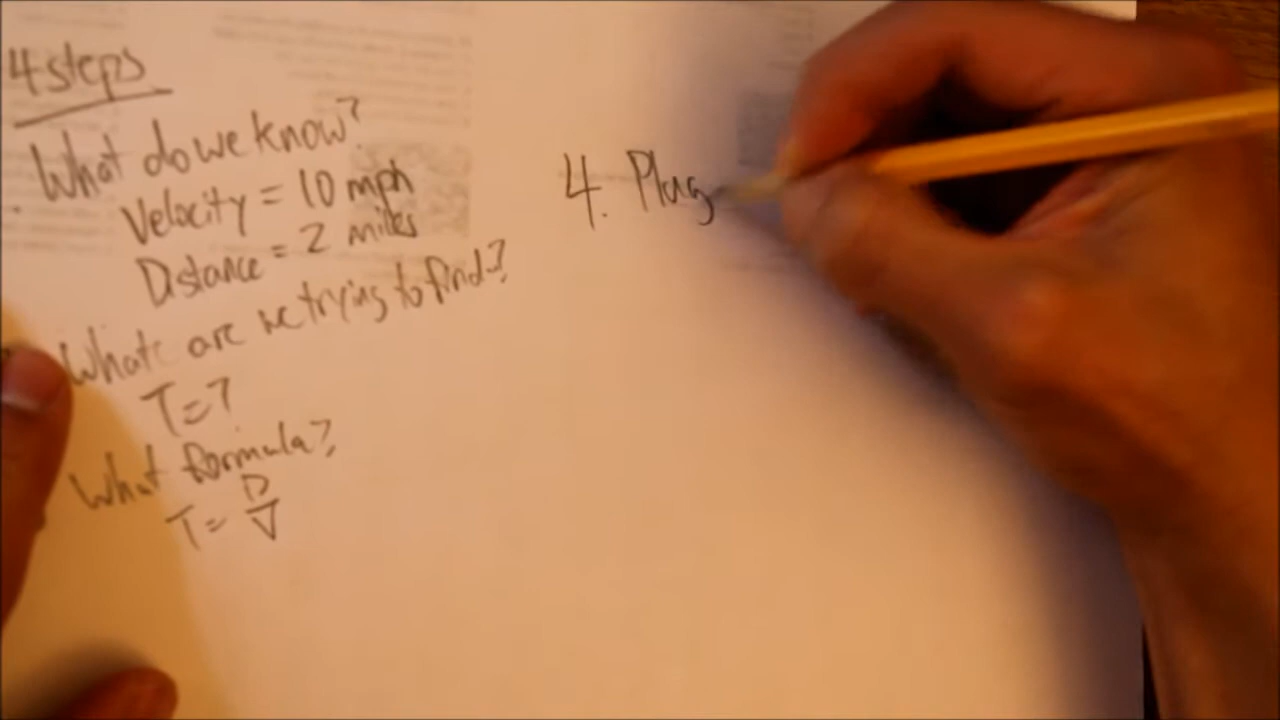 4 steps
What do we know?
Velocity = 10 mph
Distance = 2 miles
What are we trying to find?
T = ?
What formula?
T = D/V
4. Plug